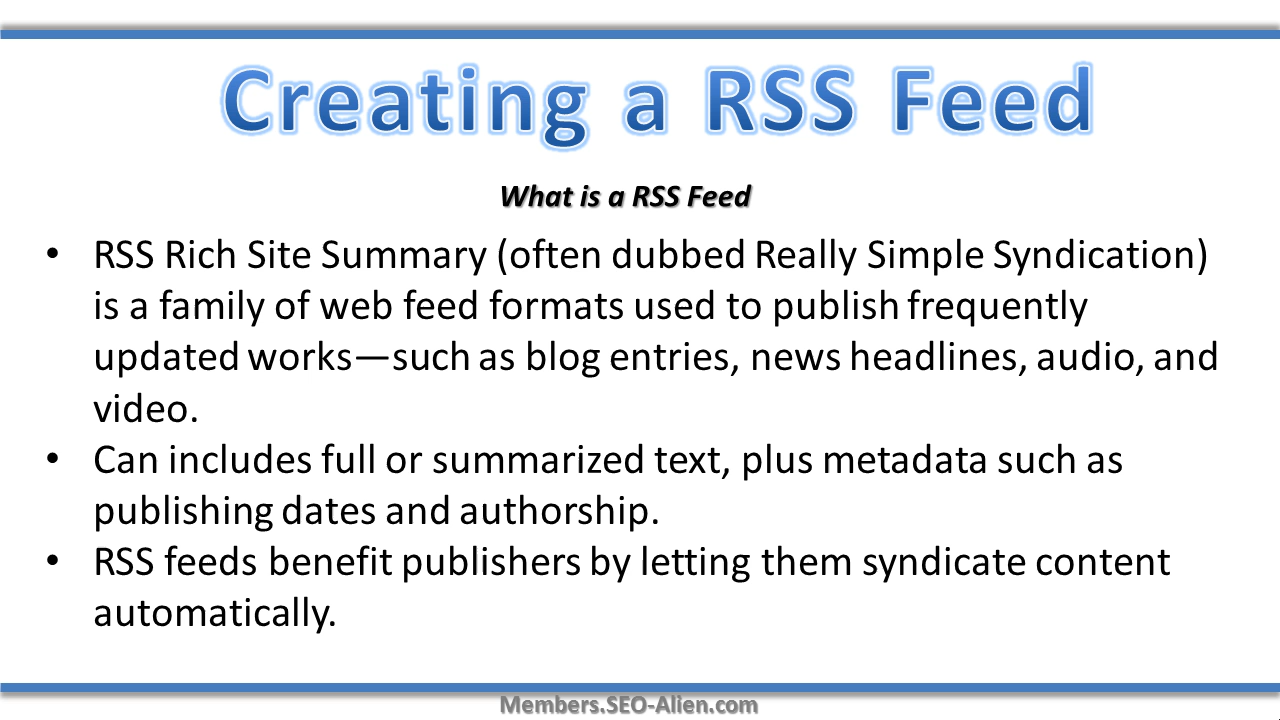 Creating a RSS Feed
What is a RSS Feed
• RSS Rich Site Summary (often dubbed Really Simple Syndication)
is a family of web feed formats used to publish frequently
updated works—such as blog entries, news headlines, audio, and
video.
• Can includes full or summarized text, plus metadata such as
publishing dates and authorship.
• RSS feeds benefit publishers by letting them syndicate content
automatically.
Members.SEO-Alien.com